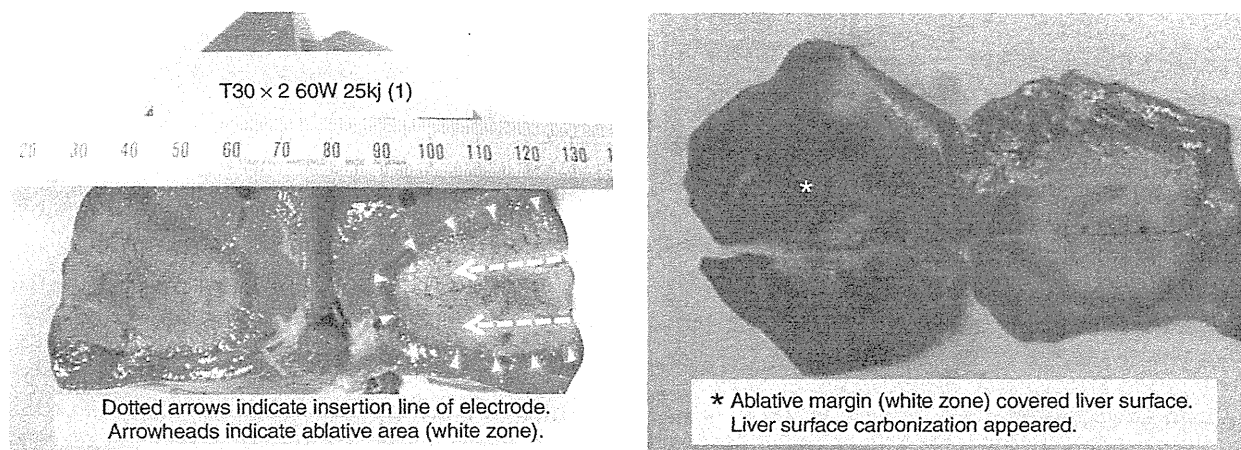 T30 × 2 60W 25kj (1)
20 30 40 50 60 70 80 90 100 110 120 130 1
Dotted arrows indicate insertion line of electrode.
Arrowheads indicate ablative area (white zone).
*
* Ablative margin (white zone) covered liver surface.
Liver surface carbonization appeared.